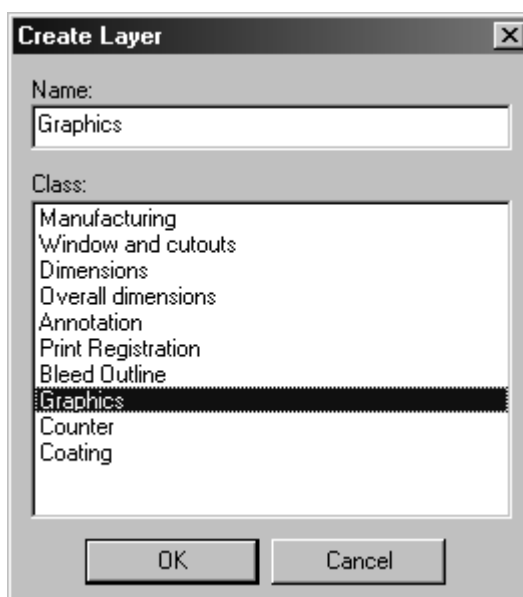 Create Layer
Name:
Graphics
Class:
Manufacturing
Window and cutouts
Dimensions
Overall dimensions
Annotation
Print Registration
Bleed Outline
Graphics
Counter
Coating
OK
Cancel